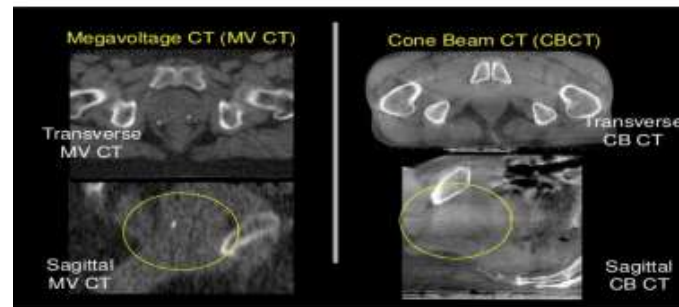 Megavoltage CT (MV CT)
Transverse
MV CT
Sagittal
MV CT
Cone Beam CT (CBCT)
Transverse
CB CT
Sagittal
CB CT